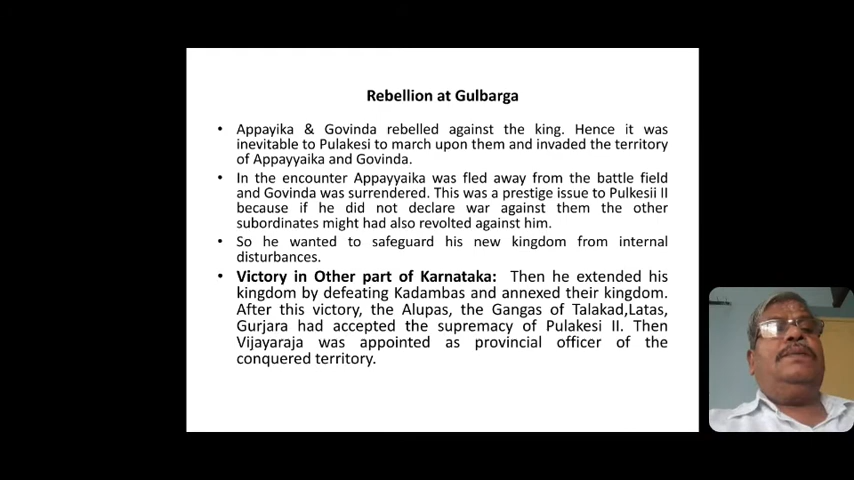 Rebellion at Gulbarga
• Appayika & Govinda rebelled against the king. Hence it was
inevitable to Pulakesi to march upon them and invaded the territory
of Appayyaika and Govinda.
• In the encounter Appayyaika was fled away from the battle field
and Govinda was surrendered. This was a prestige issue to Pulkesii II
because if he did not declare war against them the other
subordinates might had also revolted against him.
• So he wanted to safeguard his new kingdom from internal
disturbances.
• Victory in Other part of Karnataka: Then he extended his
kingdom by defeating Kadambas and annexed their kingdom.
After this victory, the Alupas, the Gangas of Talakad,Latas,
Gurjara had accepted the supremacy of Pulakesi II. Then
Vijayaraja was appointed as provincial officer of the
conquered territory.